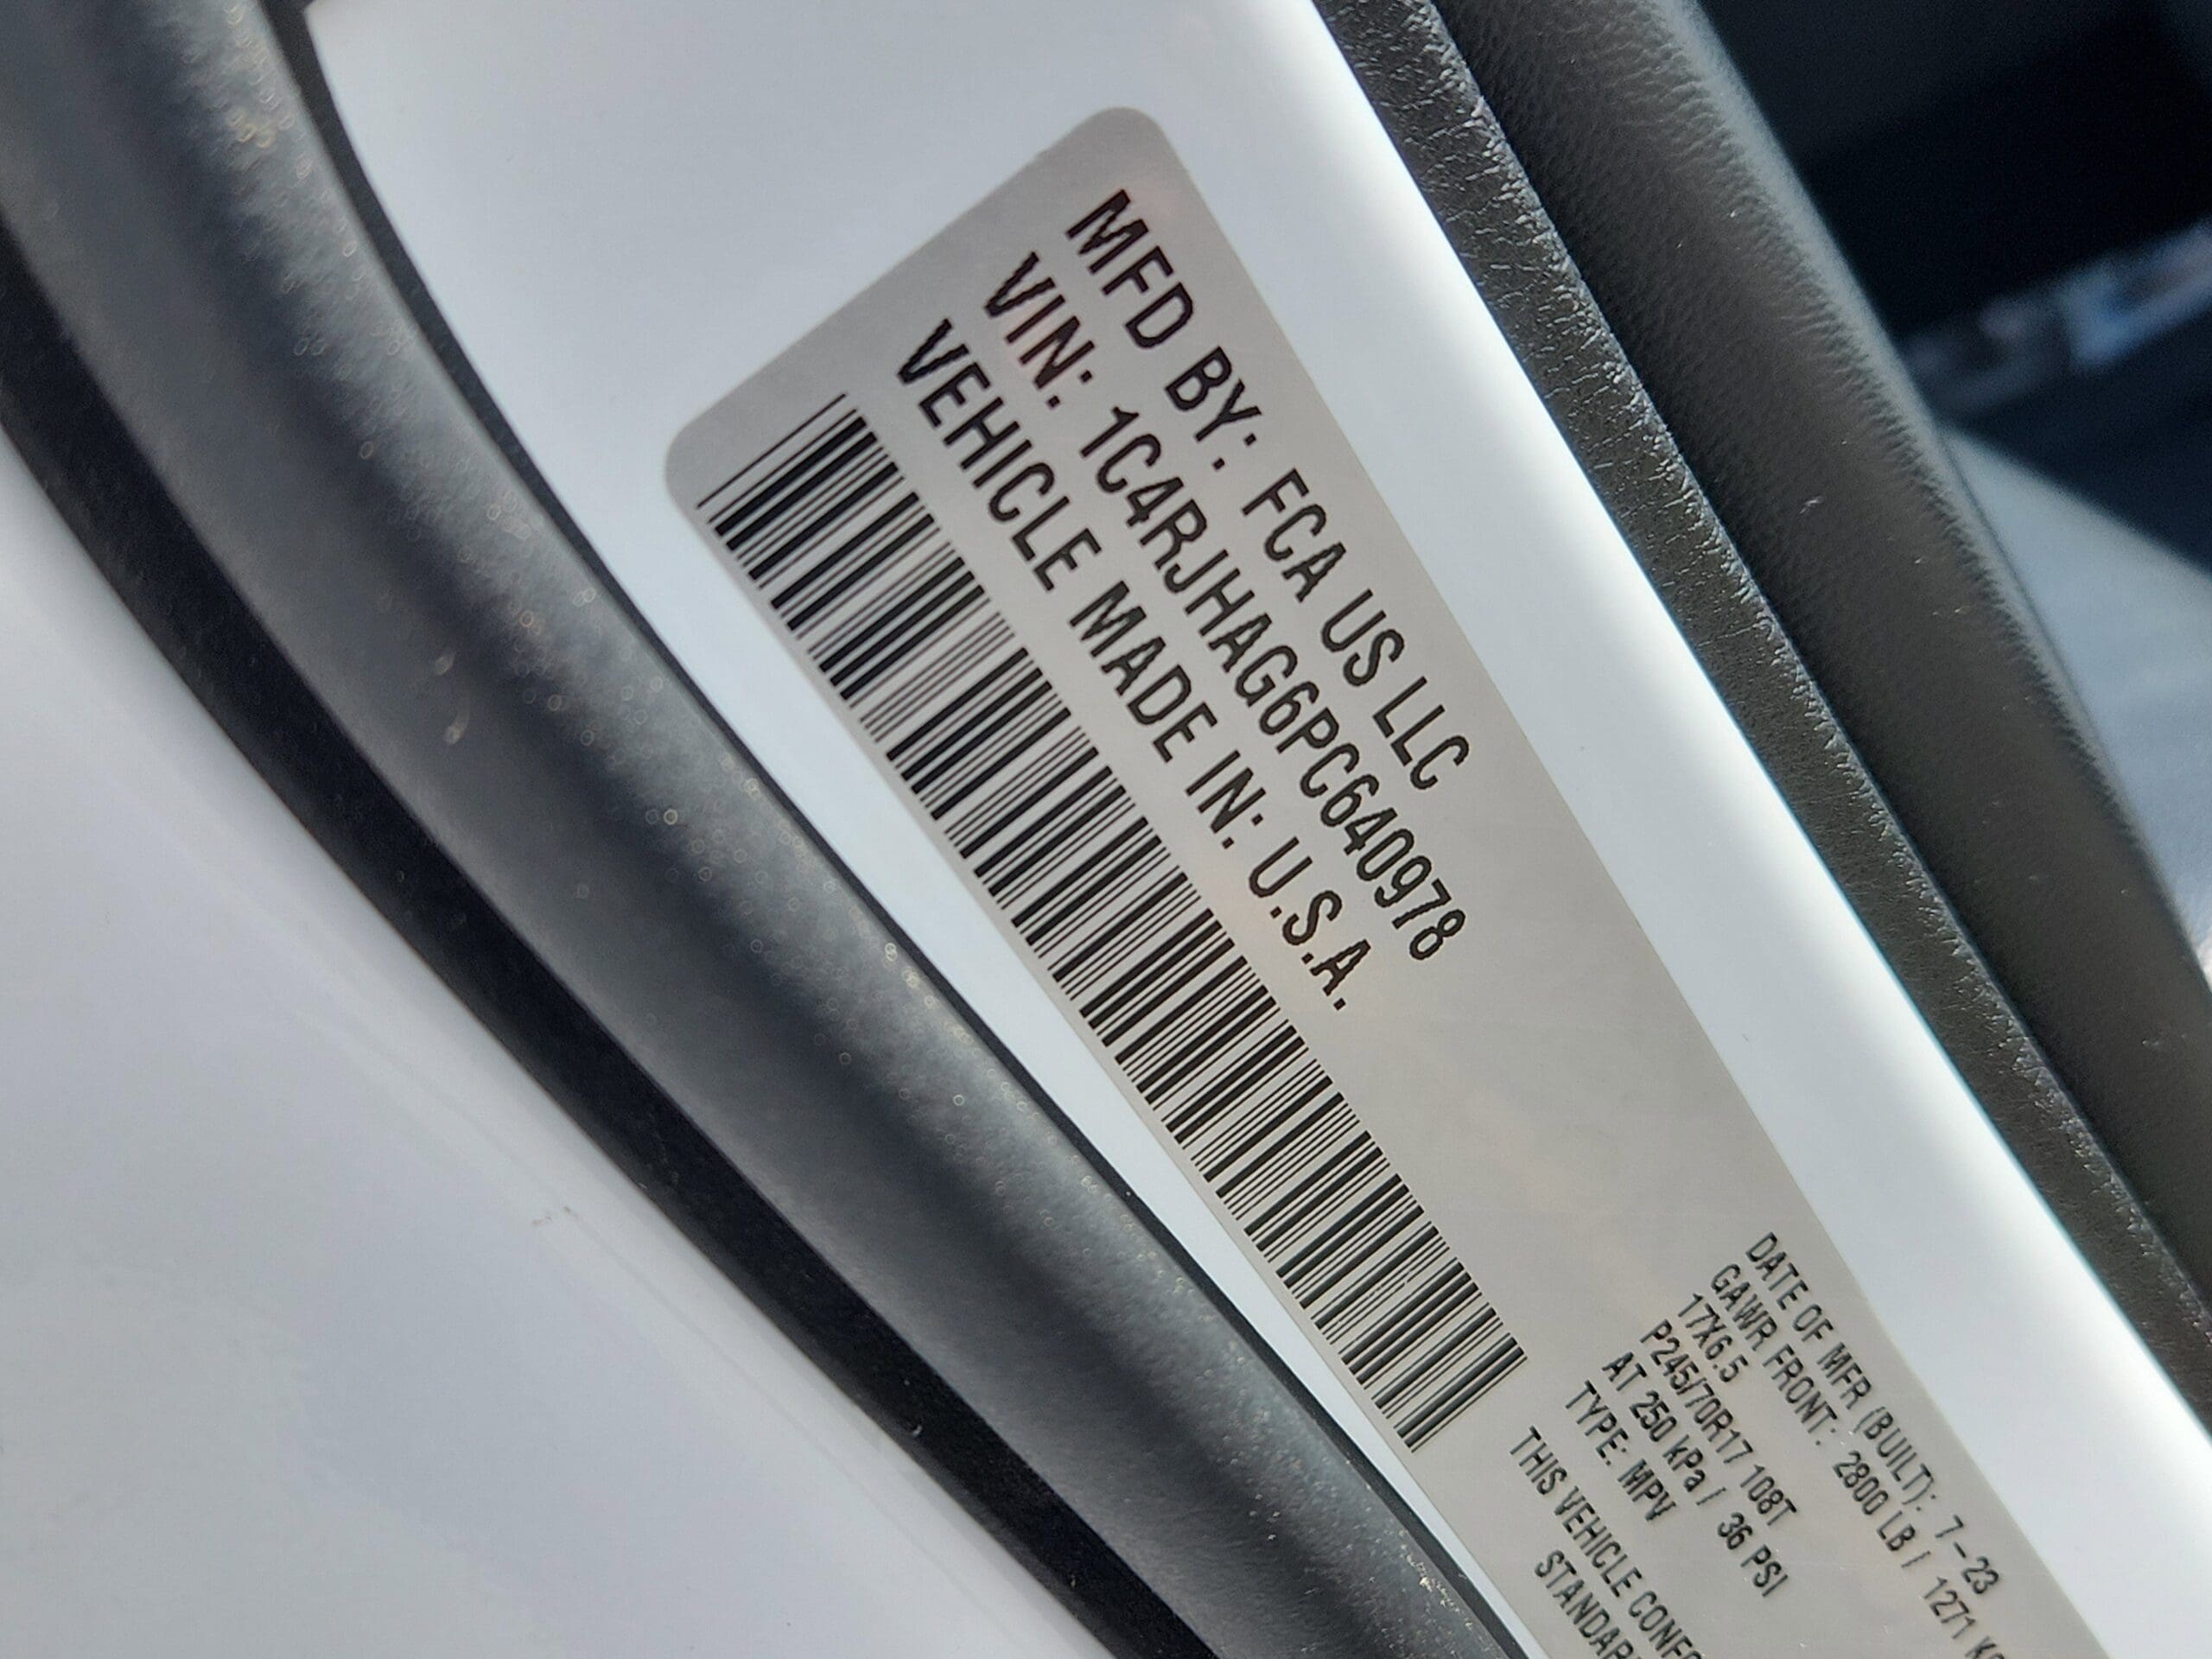 MFD BY: FCA US LLC
VIN: 1C4RJHAG6PC640978
VEHICLE MADE IN: U.S.A.
DATE OF MFR (BUILT): 7-23
GAWR FRONT: 2800 LB / 1271
17X6.5
P245/70R17 108T
AT 250 kPa / 36 PSI
TYPE: MPV
THIS VEHICLE